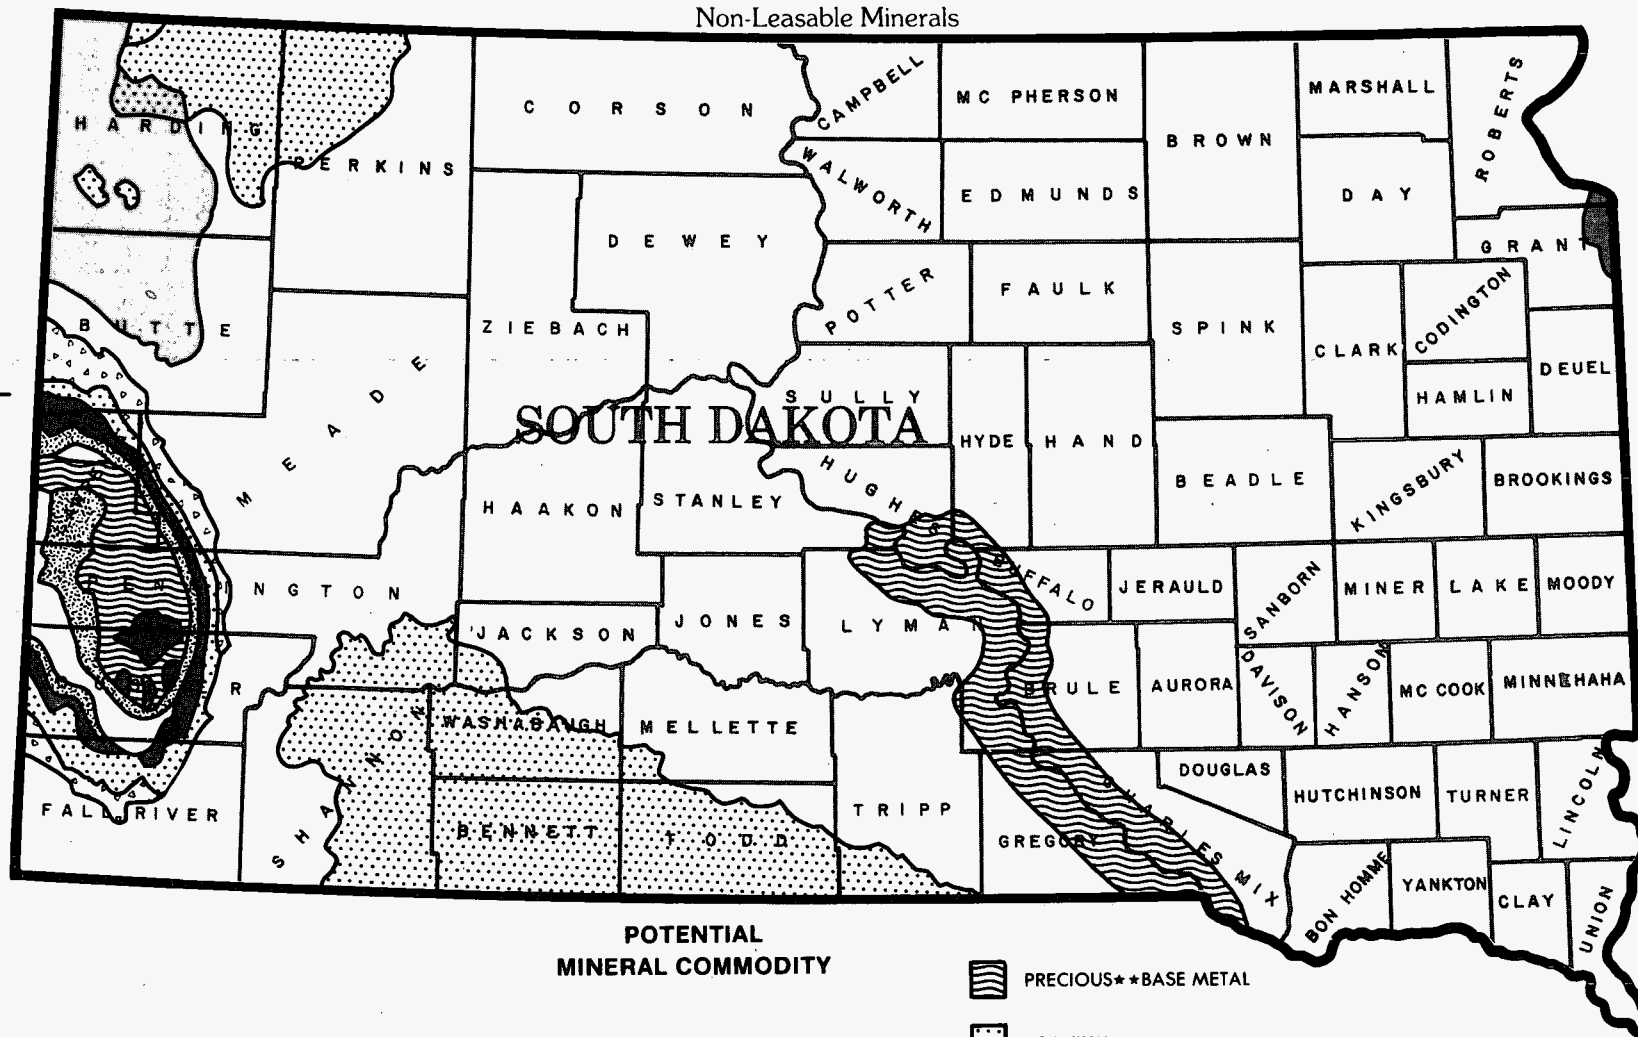 Non-Leasable Minerals
HARDING
PERKINS
CORSON
CAMPBELL
MC PHERSON
BROWN
MARSHALL
ROBERTS
WALWORTH
EDMUNDS
DAY
DEWEY
GRANT
POTTER
FAULK
CODINGTON
BUTTE
ZIEBACH
SPINK
CLARK
DEUEL
MEADE
SULLY
HAMLIN
SOUTH DAKOTA
HYDE
HAND
HUGHES
BEADLE
KINGSBURY
BROOKINGS
HAAKON
STANLEY
PENNINGTON
BUFFALO
JERAULD
SANBORN
MINER
LAKE
MOODY
JACKSON
JONES
LYMAN
BRULE
AURORA
DAVISON
HANSON
MC COOK
MINNEHAHA
WASHABAUGH
MELLETTE
SHANNON
DOUGLAS
HUTCHINSON
TURNER
LINCOLN
FALL RIVER
BENNETT
TODD
TRIPP
GREGORY
CHARLES MIX
BON HOMME
YANKTON
CLAY
UNION
POTENTIAL
MINERAL COMMODITY
PRECIOUS★★BASE METAL